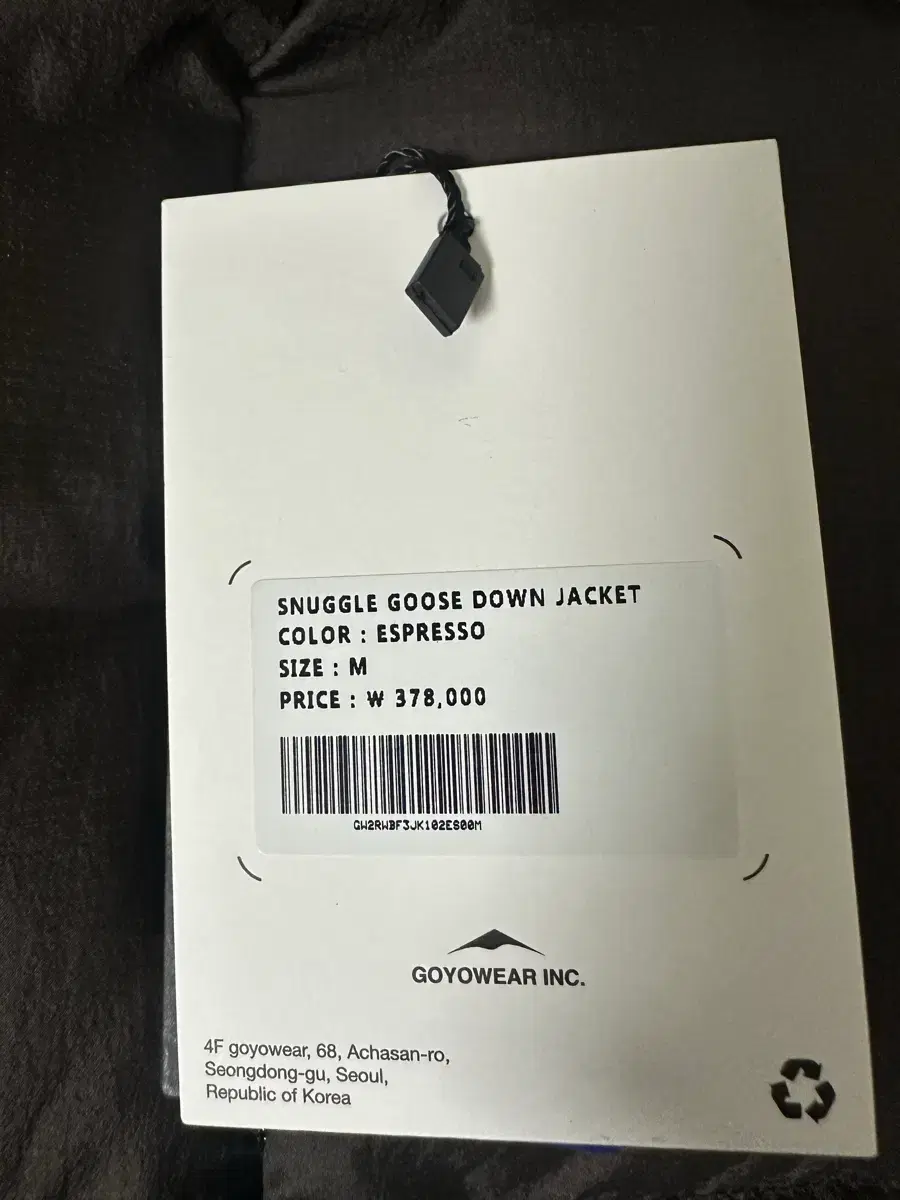 SNUGGLE GOOSE DOWN JACKET
COLOR : ESPRESSO
SIZE : M
PRICE : ₩ 378,000
GW2RWBF3JK102ES00M
GOYOWEAR INC.
4F goyowear, 68, Achasan-ro,
Seongdong-gu, Seoul,
Republic of Korea